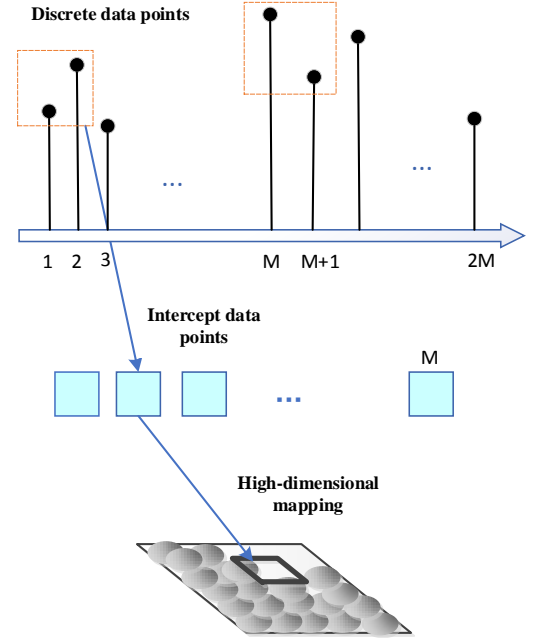 Discrete data points
...
...
1 2 3 M M+1 2M
Intercept data
points
M
...
High-dimensional
mapping